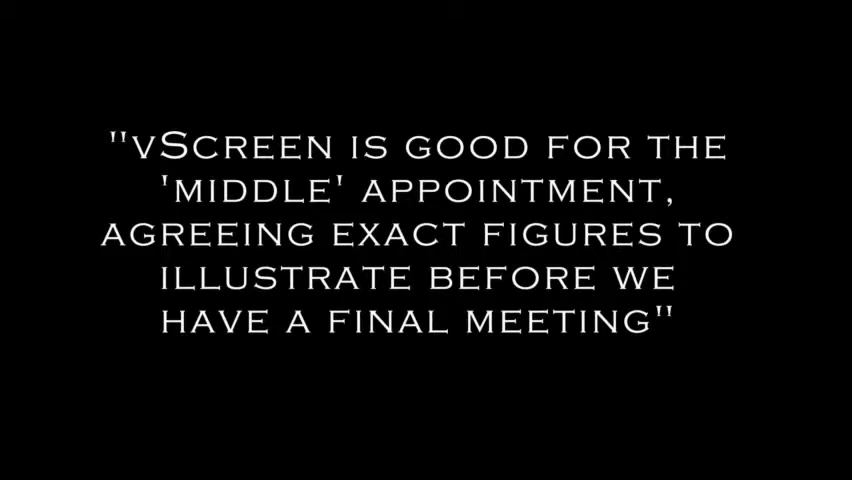 "vScreen is good for the
'middle' appointment,
agreeing exact figures to
illustrate before we
have a final meeting"